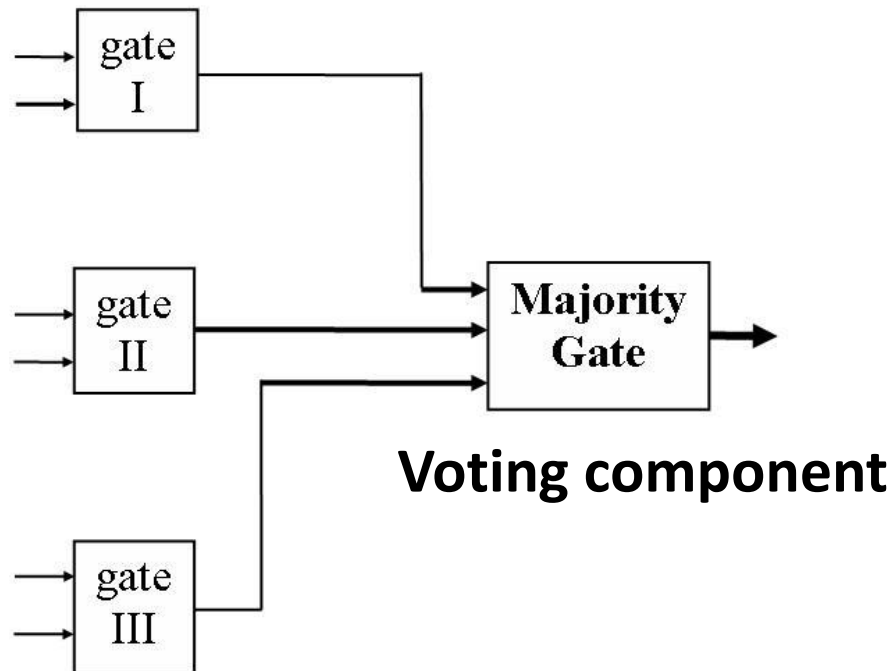 gate
I
gate
II
Majority
Gate
Voting component
gate
III